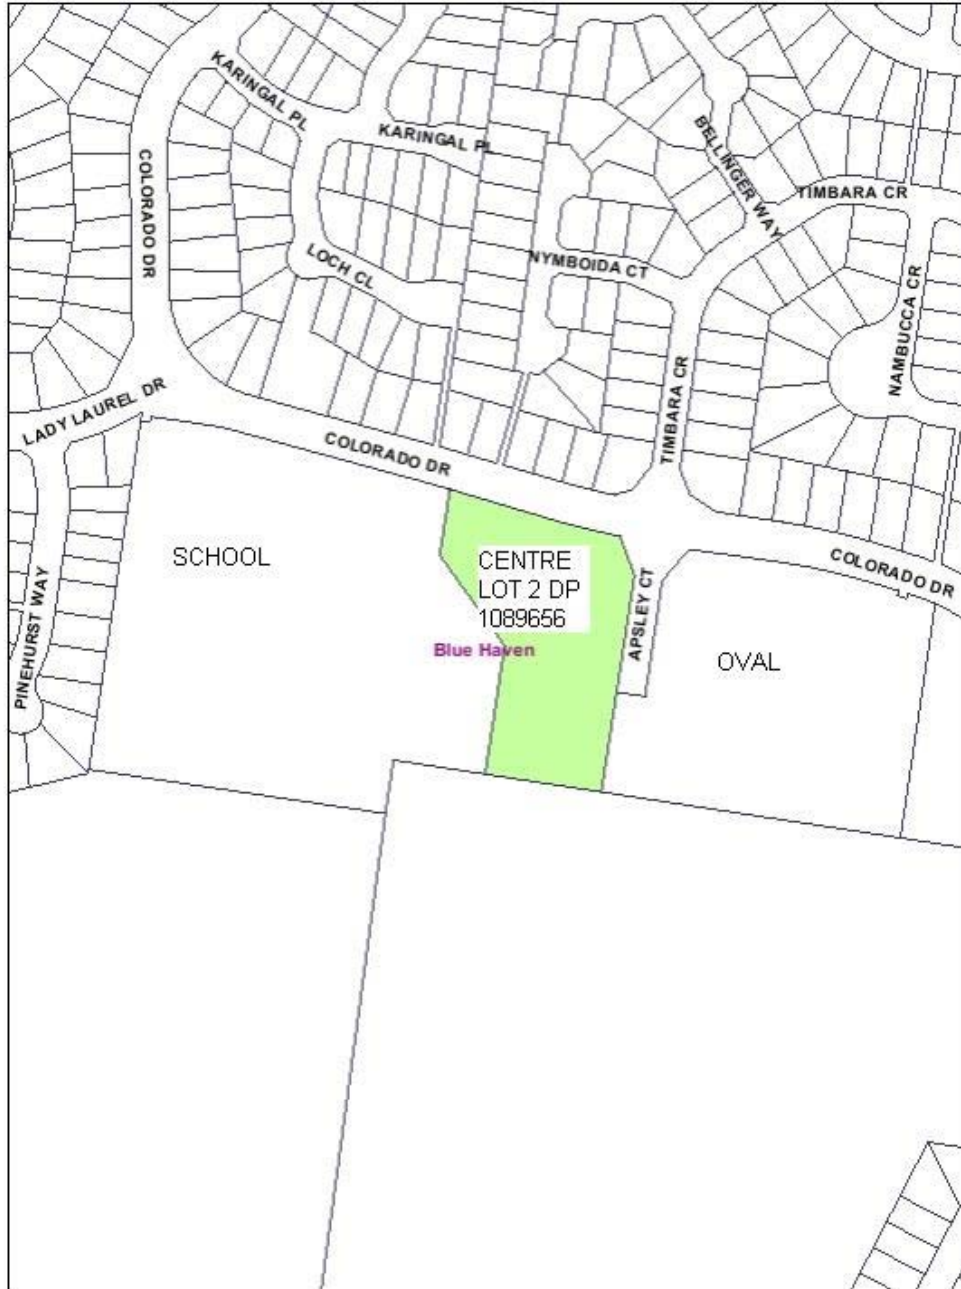 KARINGAL PL
KARINGAL PL
BELLINGER WAY
TIMBARA CR
COLORADO DR
LOCH CL
NYMBOIDA CT
NAMBUCCA CR
TIMBARA CR
LADY LAUREL DR
COLORADO DR
SCHOOL
CENTRE
LOT 2 DP
1089656
COLORADO DR
PINEHURST WAY
Blue Haven
APSLEY CT
OVAL